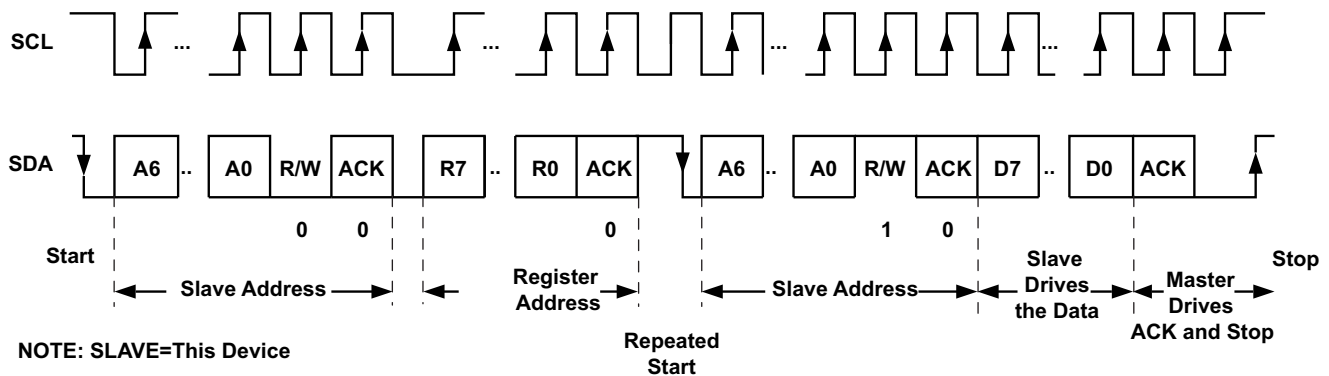 SCL ... ... ... ...
SDA A6 .. A0 R/W ACK R7 .. R0 ACK A6 .. A0 R/W ACK D7 .. D0 ACK
0 0 0 1 0
Start
Slave Address
Register
Address
Repeated
Start
Slave Address
Slave
Drives
the Data
Master
Drives
ACK and Stop
Stop
NOTE: SLAVE=This Device